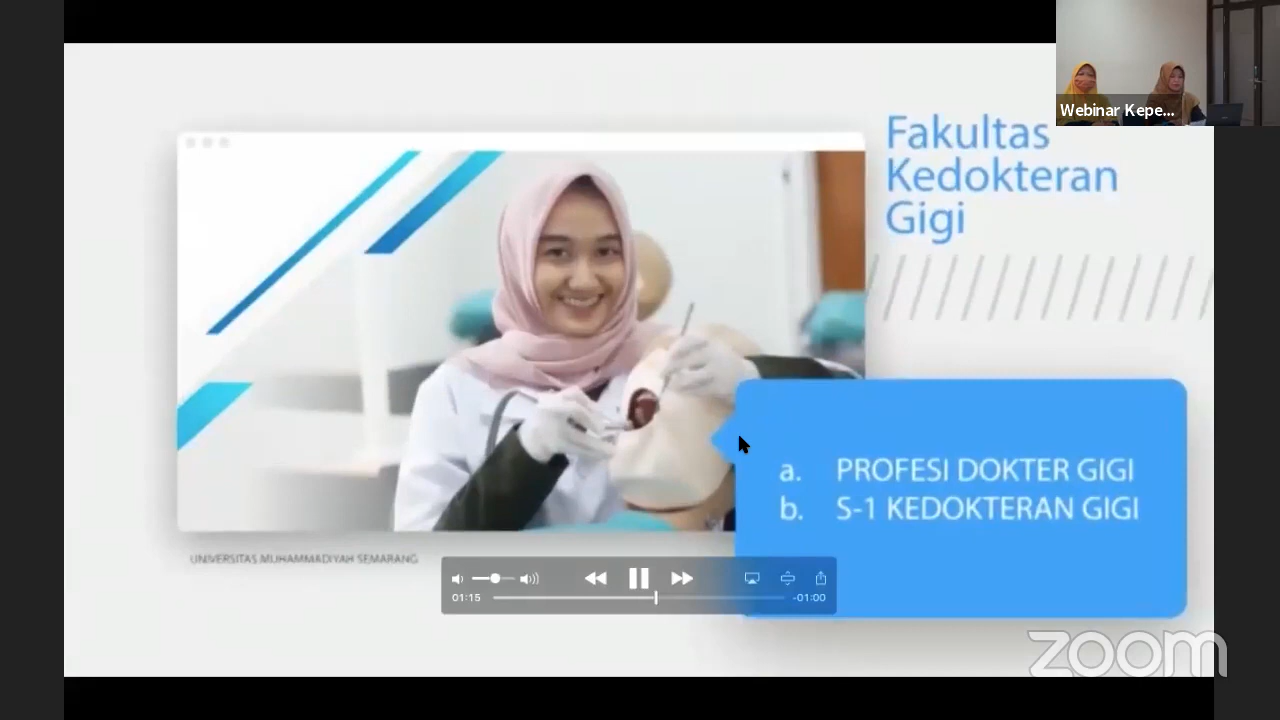 Webinar Kepe...
Fakultas
Kedokteran
Gigi
a. PROFESI DOKTER GIGI
b. S-1 KEDOKTERAN GIGI
UNIVERSITAS MUHAMMADIYAH SEMARANG
01:15
-01:00
zoom